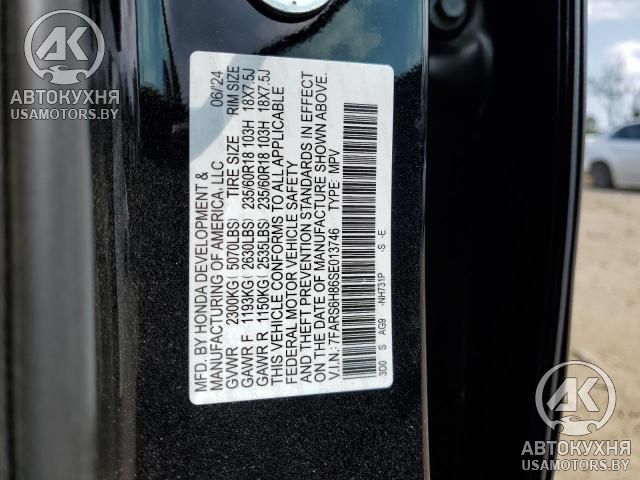 MFD. BY HONDA DEVELOPMENT & 06/24
MANUFACTURING OF AMERICA, LLC
GVWR 2300KG (5070LBS) TIRE SIZE RIM SIZE
GAWR F 1193KG (2630LBS) 235/60R18 103H 18X7.5J
GAWR R 1150KG (2535LBS) 235/60R18 103H 18X7.5J
THIS VEHICLE CONFORMS TO ALL APPLICABLE
FEDERAL MOTOR VEHICLE SAFETY
AND THEFT PREVENTION STANDARDS IN EFFECT
ON THE DATE OF MANUFACTURE SHOWN ABOVE.
V.I.N.: 7FARS6H86SE013746 TYPE: MPV
3D0 S AG9 -NH731P -S -E
АК
АВТОКУХНЯ
USAMOTORS.BY
АК
АВТОКУХНЯ
USAMOTORS.BY